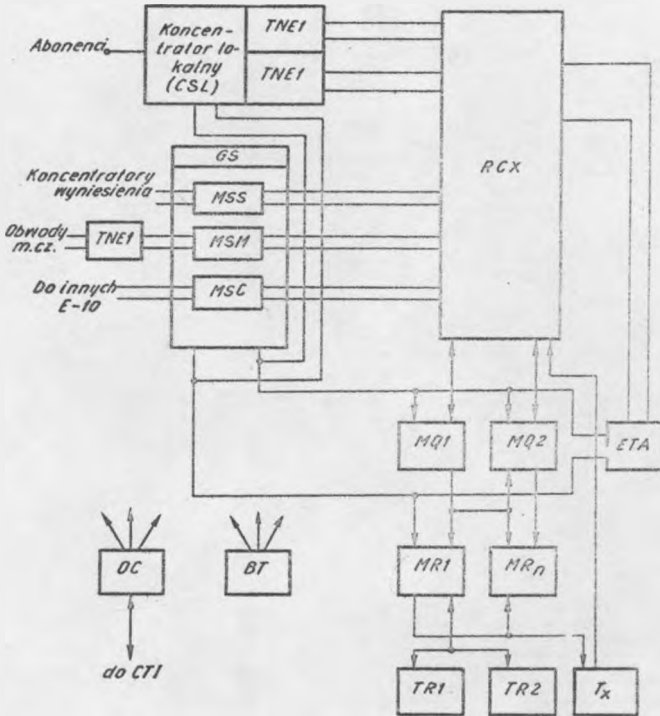 Abonenci
Koncen-
trator lo-
kalny
(CSL)
TNE1
TNE1
RCX
GS
Koncentratory
wyniesienia
MSS
Obwody
m.cz.
TNE1
MSM
Do innych
E-10
MSC
MQ1
MQ2
ETA
OC
BT
MR1
MRn
do CTI
TR1
TR2
Tx